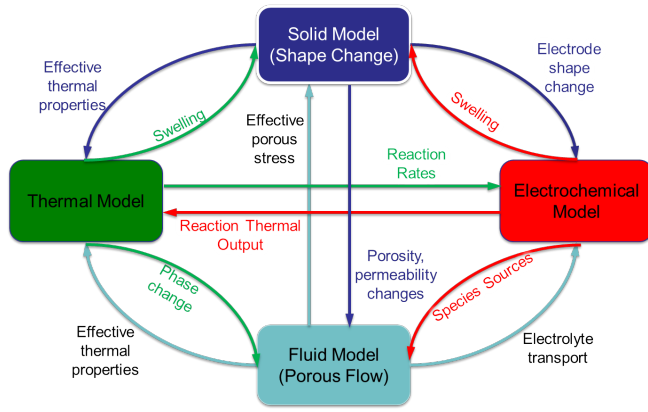 Solid Model
(Shape Change)
Effective
thermal
properties
Electrode
shape
change
Swelling
Swelling
Effective
porous
stress
Reaction
Rates
Thermal Model
Electrochemical
Model
Reaction Thermal
Output
Porosity,
permeability
changes
Phase
change
Species Sources
Effective
thermal
properties
Fluid Model
(Porous Flow)
Electrolyte
transport